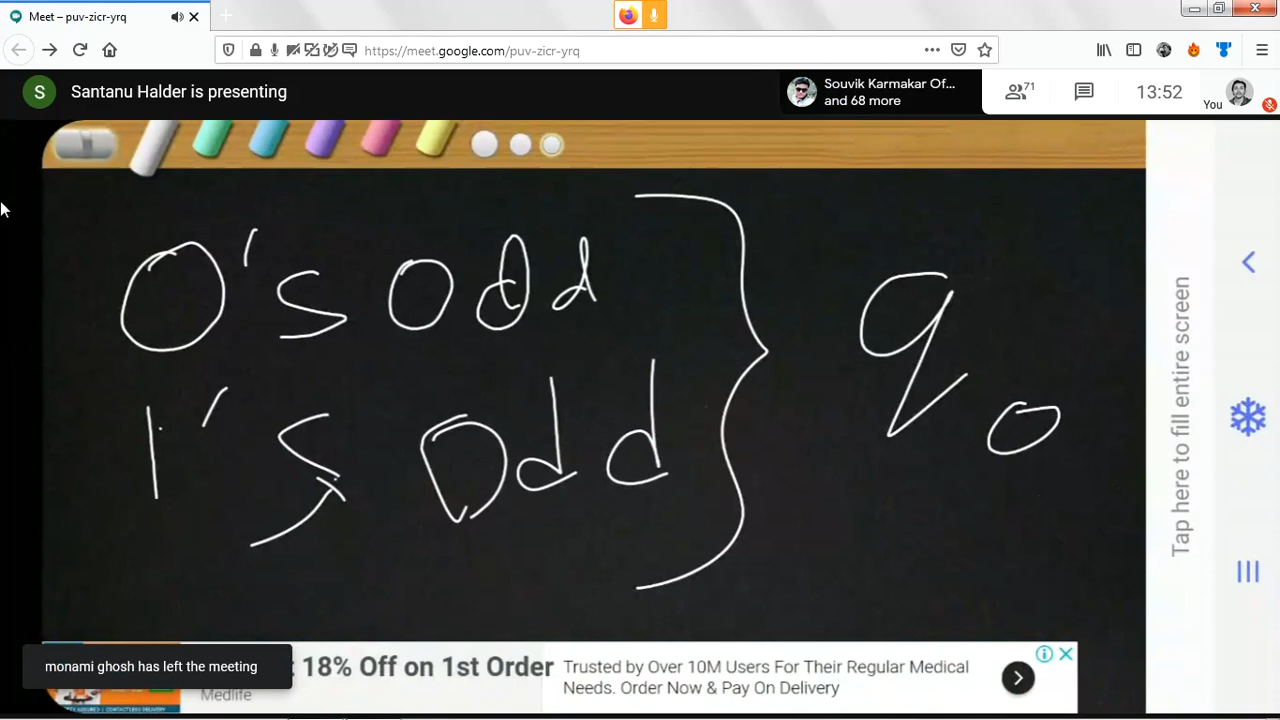 Meet – puv-zicr-yrq
https://meet.google.com/puv-zicr-yrq
S
Santanu Halder is presenting
Souvik Karmakar Of...
and 68 more
71
13:52
You
0's odd
1's odd
q0
Tap here to fill entire screen
monami ghosh has left the meeting
18% Off on 1st Order
Medlife
Trusted by Over 10M Users For Their Regular Medical
Needs. Order Now & Pay On Delivery